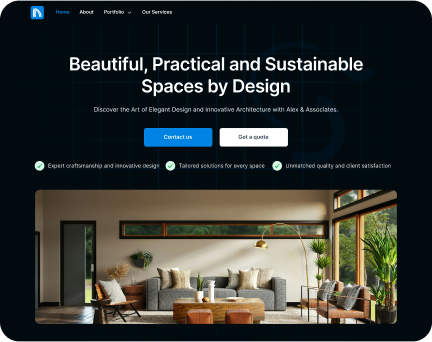 Home About Portfolio Our Services
Beautiful, Practical and Sustainable
Spaces by Design
Discover the Art of Elegant Design and Innovative Architecture with Alex & Associates.
Contact us Get a quote
Expert craftsmanship and innovative design Tailored solutions for every space Unmatched quality and client satisfaction